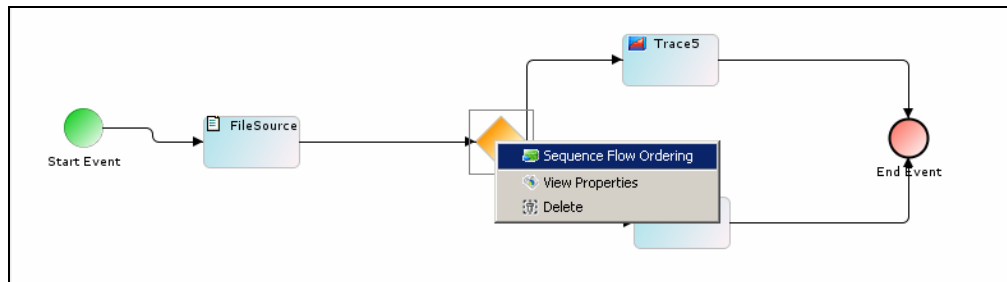 Trace5
FileSource
Start Event
Sequence Flow Ordering
View Properties
Delete
End Event